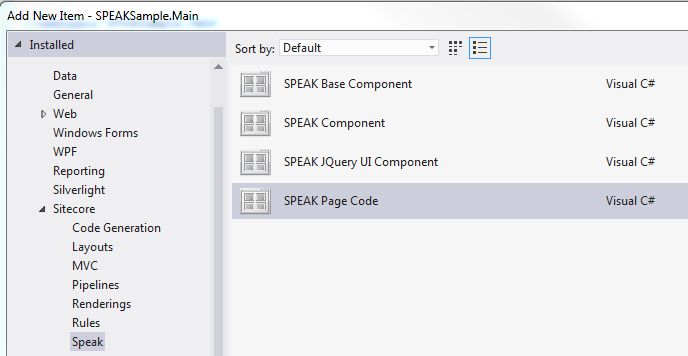 Add New Item - SPEAKSample.Main
Installed
Data
General
Web
Windows Forms
WPF
Reporting
Silverlight
Sitecore
Code Generation
Layouts
MVC
Pipelines
Renderings
Rules
Speak
Sort by: Default
SPEAK Base Component Visual C#
SPEAK Component Visual C#
SPEAK JQuery UI Component Visual C#
SPEAK Page Code Visual C#